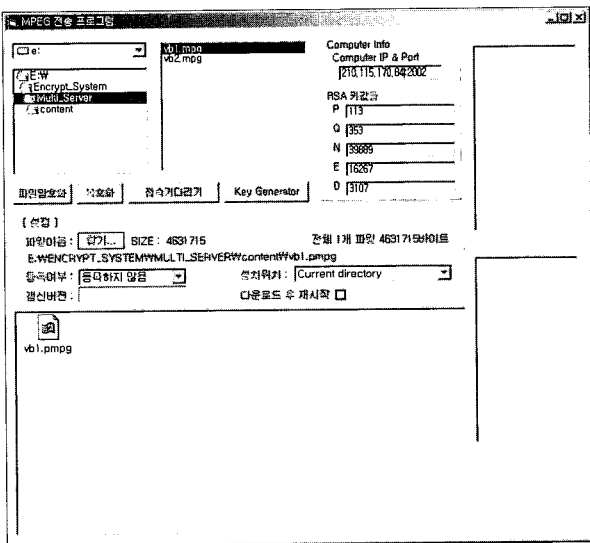 MPEG 전송 프로그램
e:
E:₩
Encrypt_System
Multi_Server
content
vb1.mpg
vb2.mpg
Computer Info
Computer IP & Port
210,115,170,84:2002
RSA 키값들
P 113
Q 353
N 39889
E 16267
D 3107
파일암호화 복호화 접속기다리기 Key Generator
[ 설정 ]
파일이름 : SIZE : 4631715 전체 1개 파일 4631715바이트
E:₩ENCRYPT_SYSTEM₩MULTI_SERVER₩content₩vb1.pmpg
등록여부 : 등록하지 않음 설치위치 : Current directory
갱신버젼 : 다운로드 후 재시작
vb1.pmpg